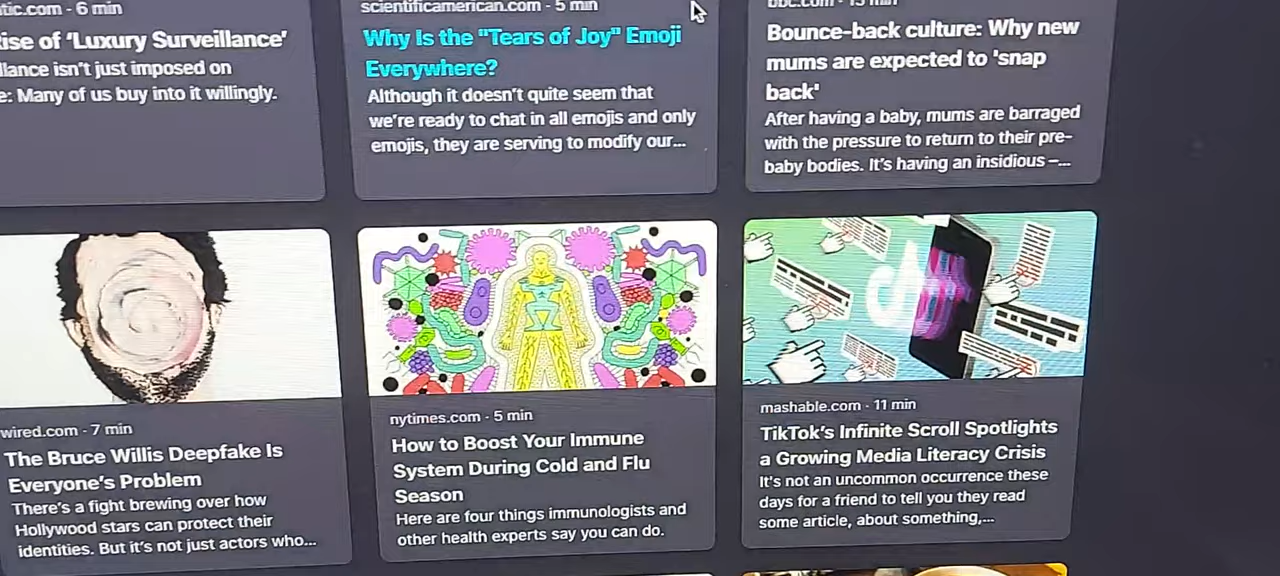 tic.com - 6 min
ise of 'Luxury Surveillance'
llance isn't just imposed on
e: Many of us buy into it willingly.
scientificamerican.com - 5 min
Why Is the "Tears of Joy" Emoji
Everywhere?
Although it doesn't quite seem that
we're ready to chat in all emojis and only
emojis, they are serving to modify our...
bbc.com - 13 min
Bounce-back culture: Why new
mums are expected to 'snap
back'
After having a baby, mums are barraged
with the pressure to return to their pre-
baby bodies. It's having an insidious –...
wired.com · 7 min
The Bruce Willis Deepfake Is
Everyone's Problem
There's a fight brewing over how
Hollywood stars can protect their
identities. But it's not just actors who...
nytimes.com · 5 min
How to Boost Your Immune
System During Cold and Flu
Season
Here are four things immunologists and
other health experts say you can do.
mashable.com · 11 min
TikTok's Infinite Scroll Spotlights
a Growing Media Literacy Crisis
It's not an uncommon occurrence these
days for a friend to tell you they read
some article, about something,...